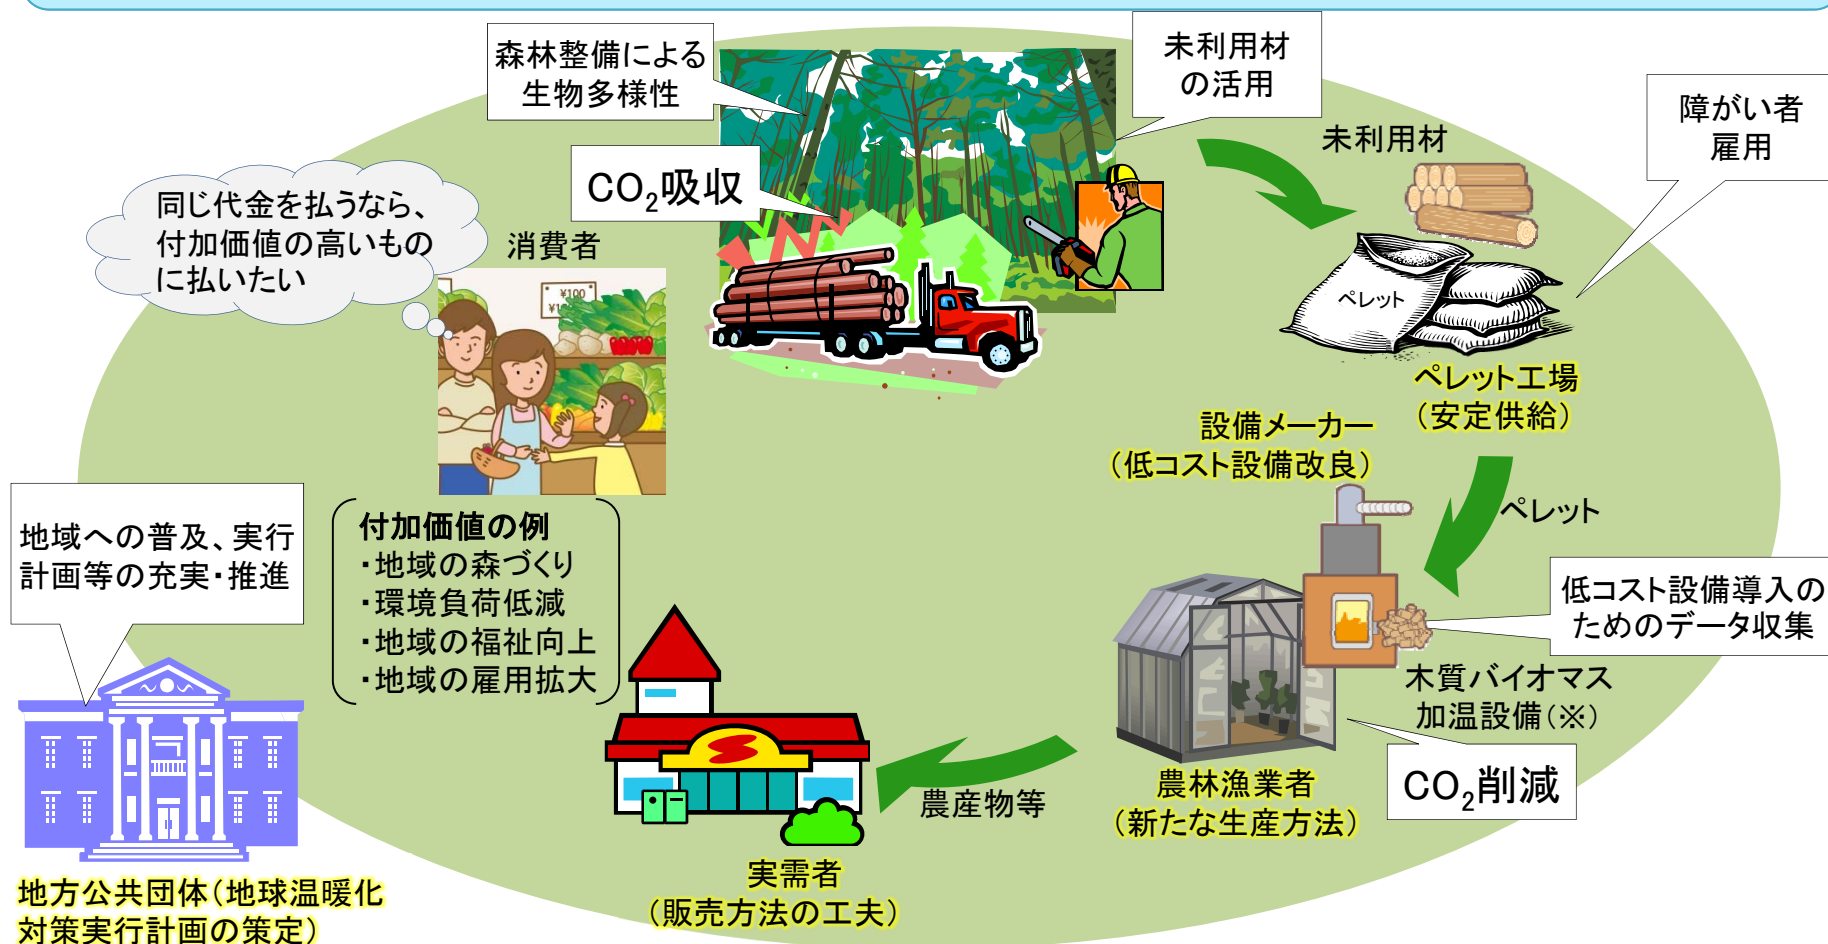 森林整備による
生物多様性
未利用材
の活用
障がい者
雇用
未利用材
CO₂吸収
同じ代金を払うなら、
付加価値の高いもの
に払いたい
消費者
¥100
ペレット
ペレット工場
（安定供給）
設備メーカー
（低コスト設備改良）
ペレット
地域への普及、実行
計画等の充実・推進
付加価値の例
・地域の森づくり
・環境負荷低減
・地域の福祉向上
・地域の雇用拡大
低コスト設備導入の
ためのデータ収集
木質バイオマス
加温設備（※）
CO₂削減
農林漁業者
（新たな生産方法）
農産物等
実需者
（販売方法の工夫）
地方公共団体（地球温暖化
対策実行計画の策定）